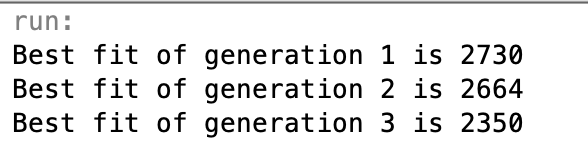 run:
Best fit of generation 1 is 2730
Best fit of generation 2 is 2664
Best fit of generation 3 is 2350